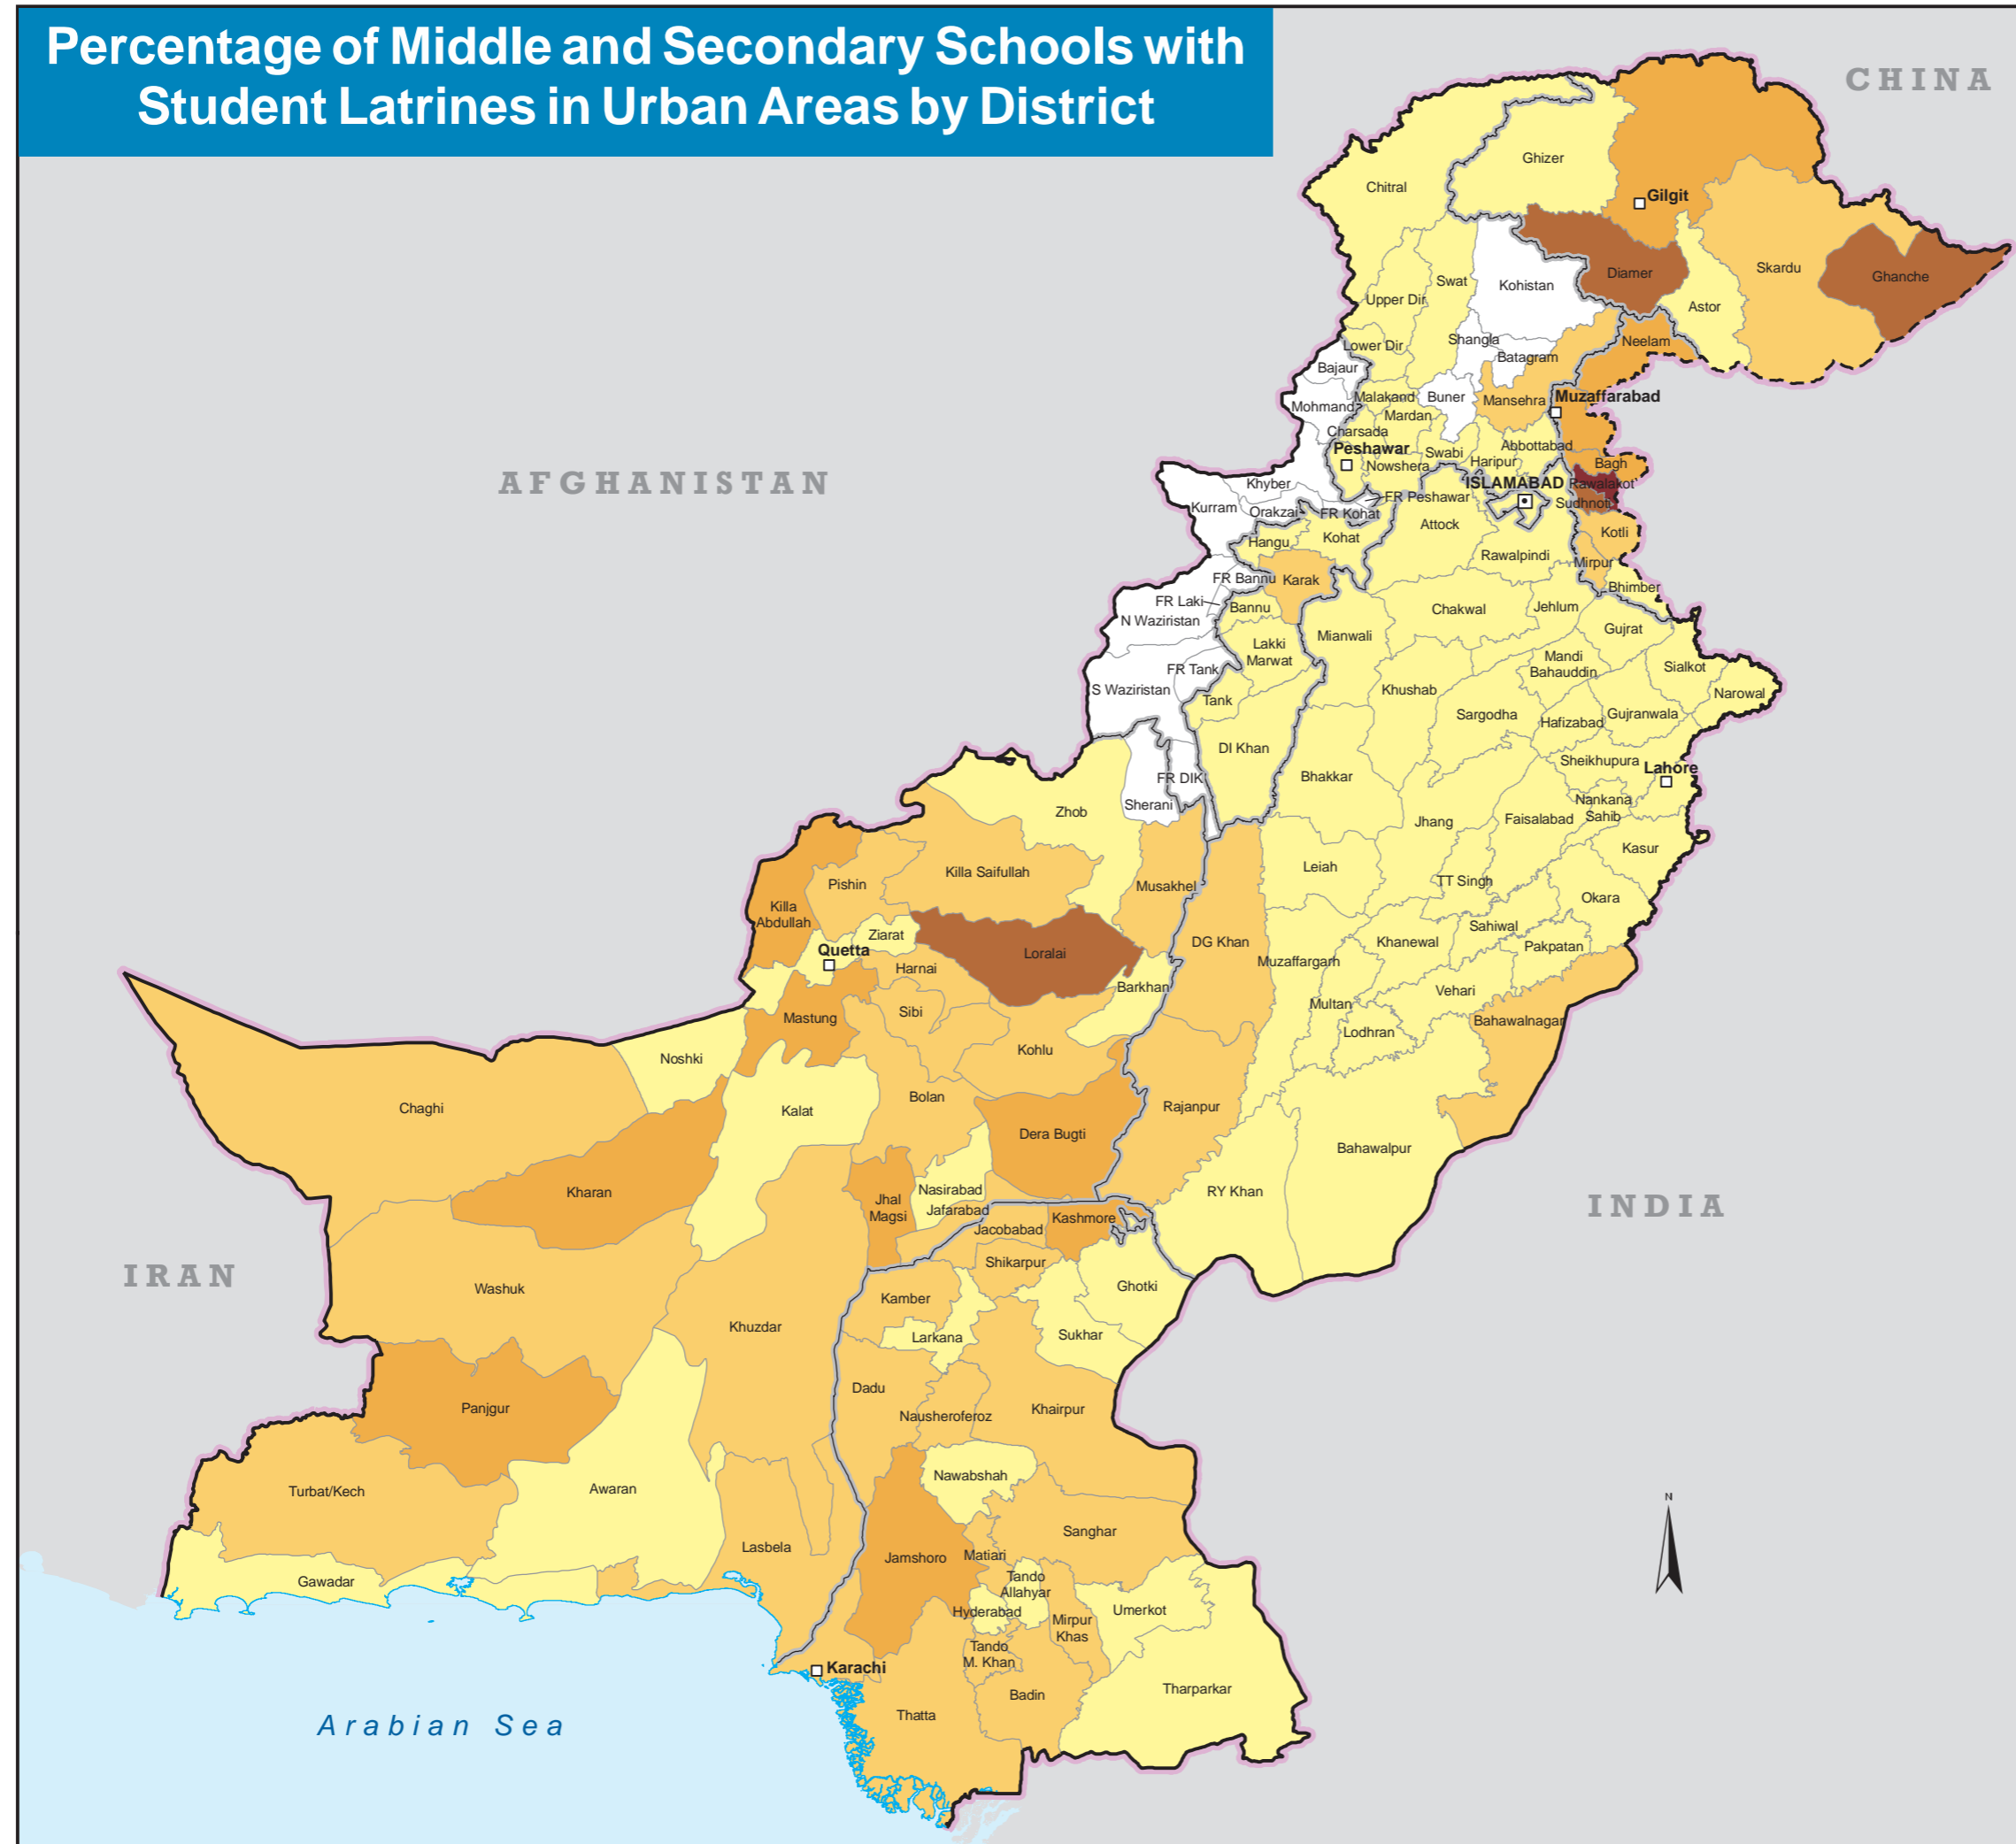 Percentage of Middle and Secondary Schools with
Student Latrines in Urban Areas by District
CHINA
Ghizer
Chitral
Gilgit
Diamer
Skardu
Ghanche
Swat
Kohistan
Upper Dir
Astor
Shangla
Neelam
Lower Dir
Batagram
Bajaur
Malakand
Buner
Mansehra
Muzaffarabad
Mohmand
Mardan
Charsada
Abbottabad
Peshawar
Swabi
Haripur
Bagh
Nowshera
AFGHANISTAN
Khyber
ISLAMABAD
Rawalakot
FR Peshawar
Sudhnoti
Kurram
Orakzai
FR Kohat
Attock
Kotli
Hangu
Kohat
Rawalpindi
Mirpur
FR Bannu
Karak
Bhimber
FR Laki
Bannu
Chakwal
Jehlum
N Waziristan
Mianwali
Gujrat
Lakki
Marwat
Mandi
Bahauddin
Sialkot
FR Tank
S Waziristan
Khushab
Narowal
Tank
Sargodha
Hafizabad
Gujranwala
DI Khan
Sheikhupura
Lahore
FR DIK
Bhakkar
Sherani
Nankana
Sahib
Zhob
Jhang
Faisalabad
Kasur
Killa Saifullah
Leiah
Pishin
Musakhel
TT Singh
Okara
Killa
Abdullah
Ziarat
Sahiwal
Quetta
Loralai
DG Khan
Khanewal
Pakpatan
Harnai
Muzaffargarh
Barkhan
Vehari
Sibi
Multan
Mastung
Bahawalnagar
Lodhran
Kohlu
Noshki
Bolan
Chaghi
Kalat
Rajanpur
Dera Bugti
Bahawalpur
Kharan
Nasirabad
RY Khan
Jhal
Magsi
Jafarabad
INDIA
Kashmore
Jacobabad
Shikarpur
IRAN
Washuk
Ghotki
Kamber
Khuzdar
Larkana
Sukhar
Dadu
Panjgur
Nausheroferoz
Khairpur
Nawabshah
Turbat/Kech
Awaran
N
Sanghar
Lasbela
Jamshoro
Matiari
Gawadar
Tando
Allahyar
Hyderabad
Umerkot
Mirpur
Khas
Tando
M. Khan
Karachi
Tharparkar
Badin
Thatta
Arabian Sea